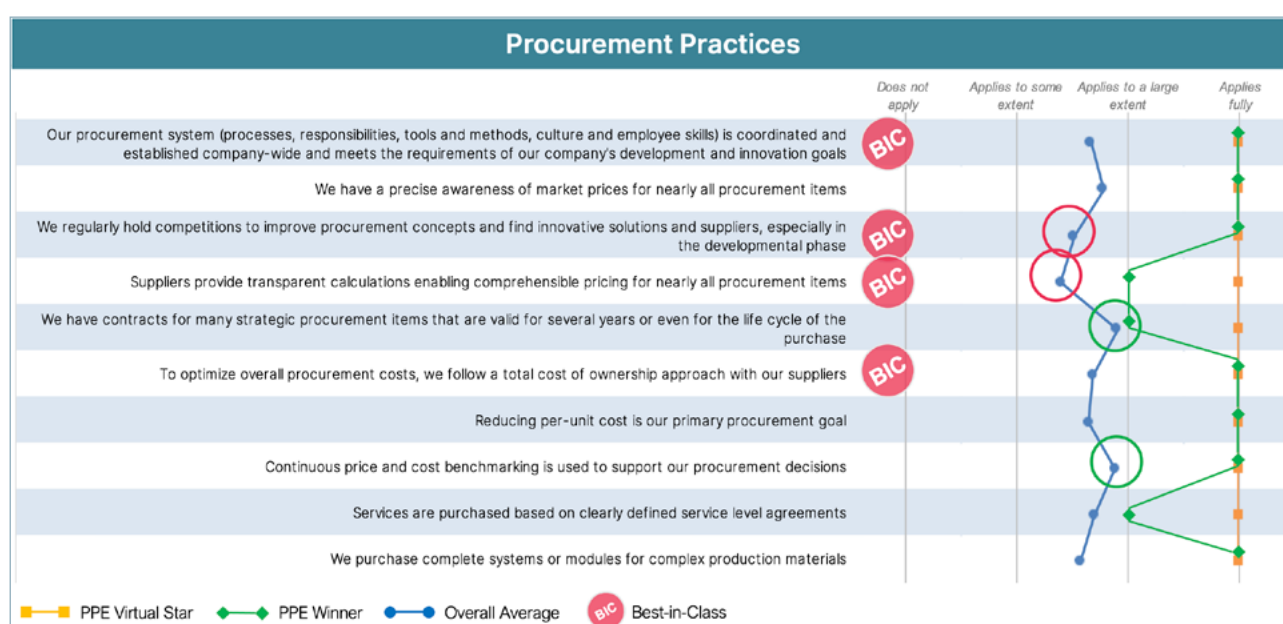 Procurement Practices
Does not
apply
Applies to some
extent
Applies to a large
extent
Applies
fully
Our procurement system (processes, responsibilities, tools and methods, culture and employee skills) is coordinated and
established company-wide and meets the requirements of our company's development and innovation goals
BIC
We have a precise awareness of market prices for nearly all procurement items
We regularly hold competitions to improve procurement concepts and find innovative solutions and suppliers, especially in
the developmental phase
BIC
Suppliers provide transparent calculations enabling comprehensible pricing for nearly all procurement items
BIC
We have contracts for many strategic procurement items that are valid for several years or even for the life cycle of the
purchase
To optimize overall procurement costs, we follow a total cost of ownership approach with our suppliers
BIC
Reducing per-unit cost is our primary procurement goal
Continuous price and cost benchmarking is used to support our procurement decisions
Services are purchased based on clearly defined service level agreements
We purchase complete systems or modules for complex production materials
PPE Virtual Star
PPE Winner
Overall Average
BIC
Best-in-Class